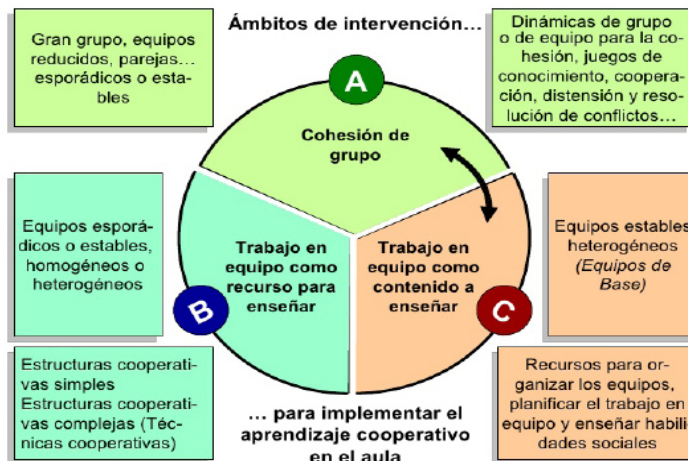 Ámbitos de intervención…
Gran grupo, equipos
reducidos, parejas…
esporádicos o esta-
bles
Dinámicas de grupo
o de equipo para la co-
hesión, juegos de
conocimiento, coopera-
ción, distensión y reso-
lución de conflictos…
A
Cohesión de
grupo
Equipos esporá-
dicos o estables,
homogéneos o
heterogéneos
Trabajo en
equipo como
recurso para
enseñar
B
Trabajo en
equipo como
contenido a
enseñar
C
Equipos estables
heterogéneos
(Equipos de
Base)
Estructuras cooperati-
vas simples
Estructuras cooperati-
vas complejas (Téc-
nicas cooperativas)
… para implementar el
aprendizaje cooperativo
en el aula
Recursos para or-
ganizar los equipos,
planificar el trabajo en
equipo y enseñar habili-
dades sociales